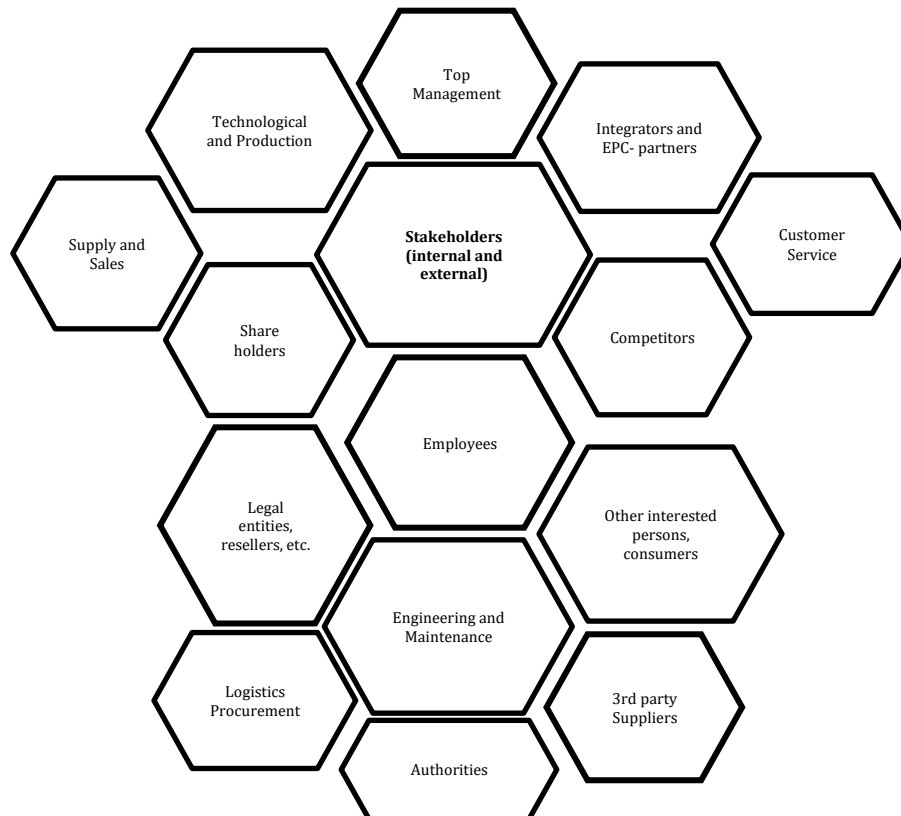 Top
Management
Technological
and Production
Integrators and
EPC- partners
Stakeholders
(internal and
external)
Supply and
Sales
Customer
Service
Share
holders
Competitors
Employees
Legal
entities,
resellers, etc.
Other interested
persons,
consumers
Engineering and
Maintenance
Logistics
Procurement
3rd party
Suppliers
Authorities